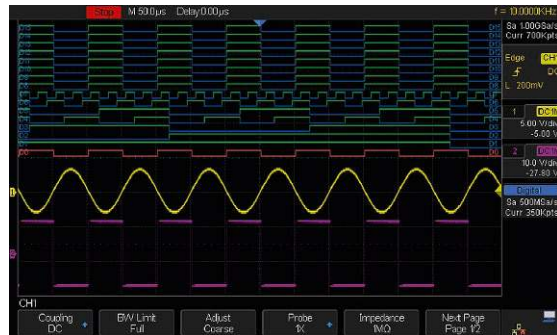 Stop M 50.0μs Delay:0.00μs f = 10.0000KHz
Sa 1.00GSa/s
Curr 700Kpts
Edge CH1
DC
L 200mV
1 DC1M
5.00 V/div
-5.00 V
2 DC1M
10.0 V/div
-27.80 V
Digital
Sa 500MSa/s
Curr 350Kpts
CH1
Coupling BW Limit Adjust Probe Impedance Next Page
DC Full Coarse 1X 1MΩ Page 1/2